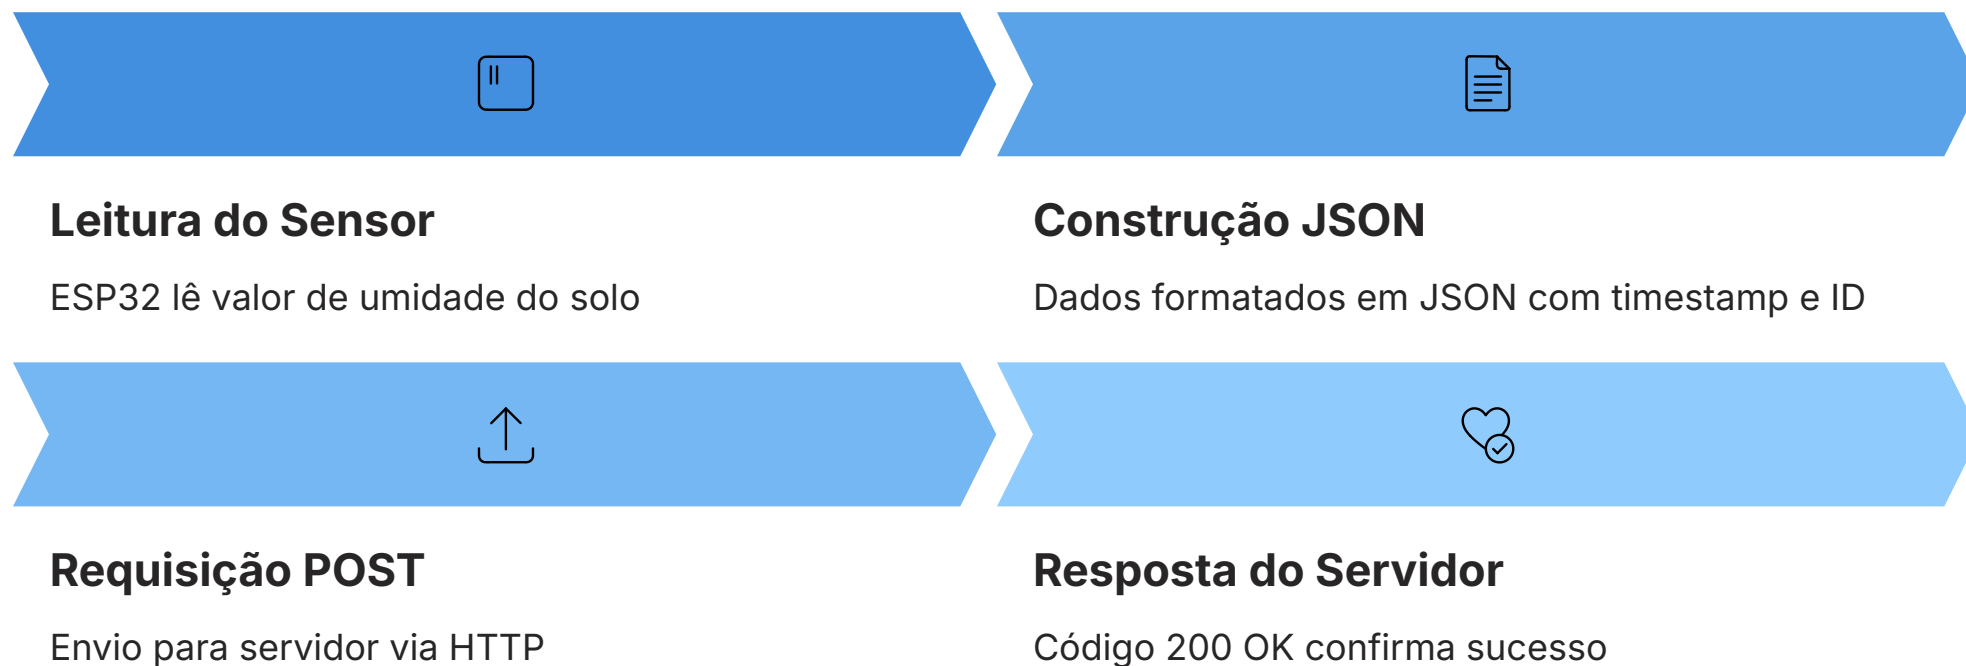 Leitura do Sensor
ESP32 lê valor de umidade do solo
Construção JSON
Dados formatados em JSON com timestamp e ID
Requisição POST
Envio para servidor via HTTP
Resposta do Servidor
Código 200 OK confirma sucesso